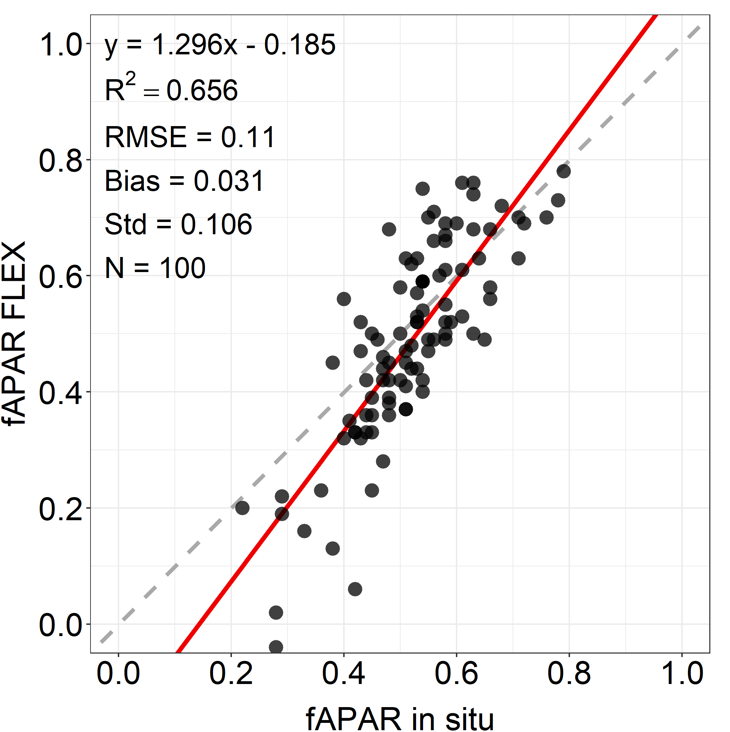 y = 1.296x - 0.185
R² = 0.656
RMSE = 0.11
Bias = 0.031
Std = 0.106
N = 100
1.0
0.8
0.6
0.4
0.2
0.0
fAPAR FLEX
0.0 0.2 0.4 0.6 0.8 1.0
fAPAR in situ